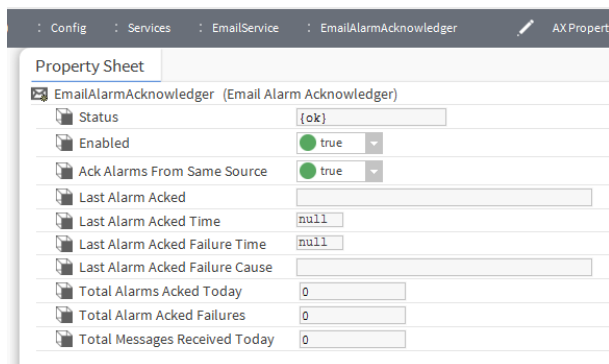 : Config : Services : EmailService : EmailAlarmAcknowledger AX Propert
Property Sheet
EmailAlarmAcknowledger (Email Alarm Acknowledger)
Status {ok}
Enabled true
Ack Alarms From Same Source true
Last Alarm Acked
Last Alarm Acked Time null
Last Alarm Acked Failure Time null
Last Alarm Acked Failure Cause
Total Alarms Acked Today 0
Total Alarm Acked Failures 0
Total Messages Received Today 0